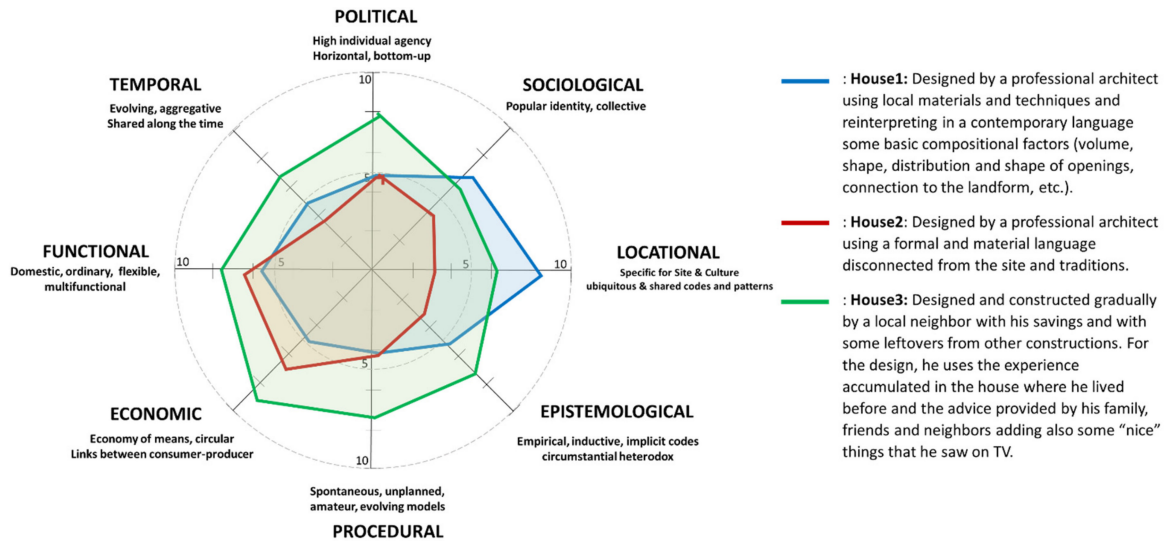 POLITICAL
High individual agency
Horizontal, bottom-up
10
TEMPORAL
Evolving, aggregative
Shared along the time
SOCIOLOGICAL
Popular identity, collective
5
FUNCTIONAL
Domestic, ordinary, flexible,
multifunctional
10
5
5
10
LOCATIONAL
Specific for Site & Culture
ubiquitous & shared codes and patterns
5
ECONOMIC
Economy of means, circular
Links between consumer-producer
EPISTEMOLOGICAL
Empirical, inductive, implicit codes
circumstantial heterodox
10
Spontaneous, unplanned,
amateur, evolving models
PROCEDURAL
: House1: Designed by a professional architect
using local materials and techniques and
reinterpreting in a contemporary language
some basic compositional factors (volume,
shape, distribution and shape of openings,
connection to the landform, etc.).
: House2: Designed by a professional architect
using a formal and material language
disconnected from the site and traditions.
: House3: Designed and constructed gradually
by a local neighbor with his savings and with
some leftovers from other constructions. For
the design, he uses the experience
accumulated in the house where he lived
before and the advice provided by his family,
friends and neighbors adding also some “nice”
things that he saw on TV.